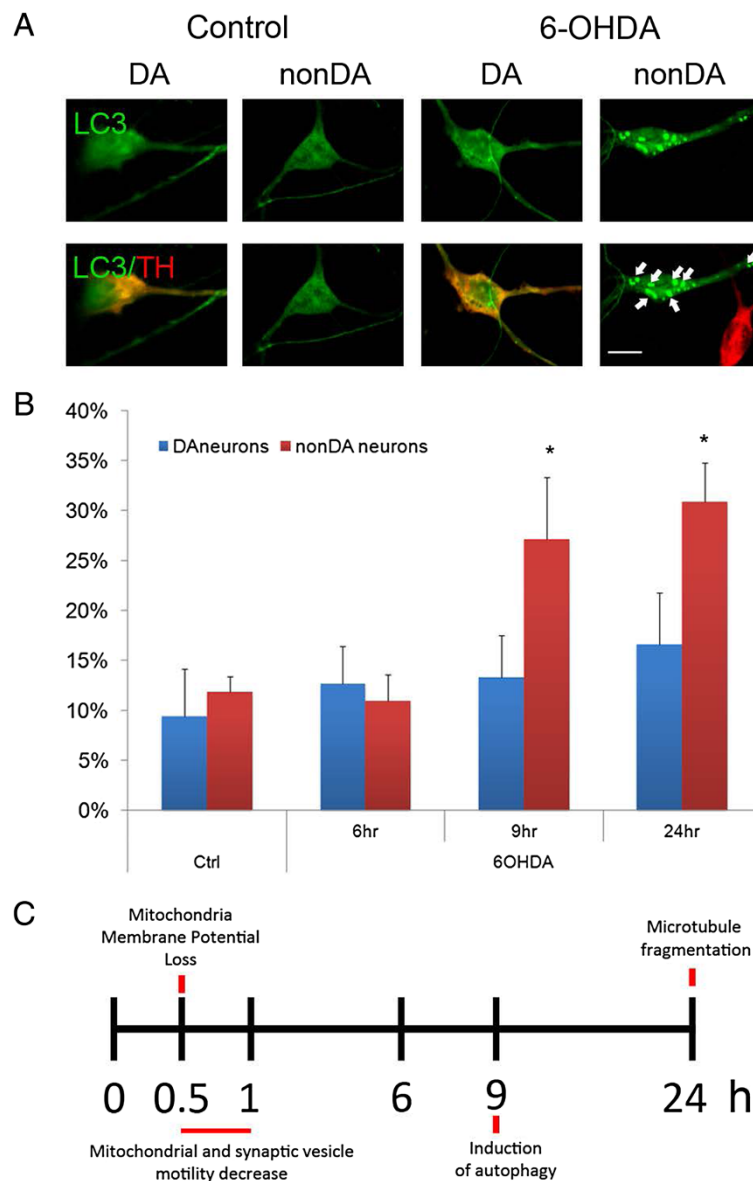 A
Control 6-OHDA
DA nonDA DA nonDA
LC3
LC3/TH
B
40%
35%
30%
25%
20%
15%
10%
5%
0%
DAneurons nonDA neurons
*
*
6hr 9hr 24hr
Ctrl 6OHDA
C
Mitochondria
Membrane Potential
Loss
Microtubule
fragmentation
0 0.5 1 6 9 24 h
Mitochondrial and synaptic vesicle
motility decrease
Induction
of autophagy